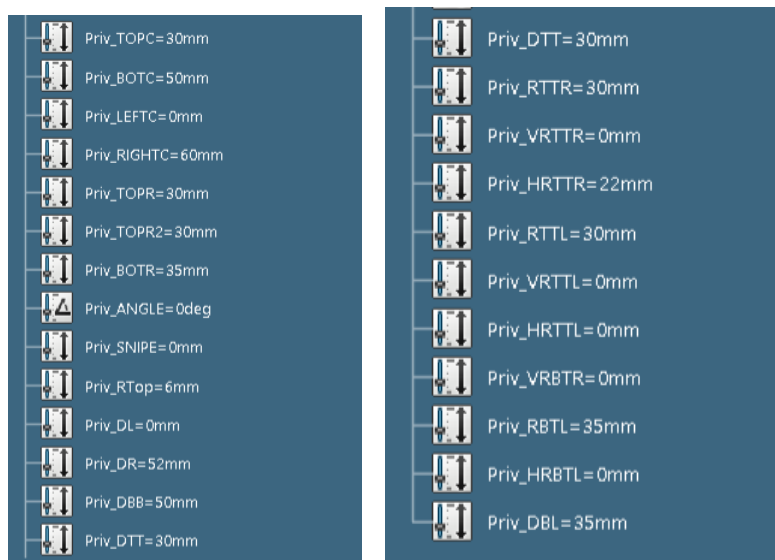 Priv_TOPC=30mm
Priv_BOTC=50mm
Priv_LEFTC=0mm
Priv_RIGHTC=60mm
Priv_TOPR=30mm
Priv_TOPR2=30mm
Priv_BOTR=35mm
Priv_ANGLE=0deg
Priv_SNIPE=0mm
Priv_RTop=6mm
Priv_DL=0mm
Priv_DR=52mm
Priv_DBB=50mm
Priv_DTT=30mm
Priv_DTT=30mm
Priv_RTTR=30mm
Priv_VRTTR=0mm
Priv_HRTTR=22mm
Priv_RTTL=30mm
Priv_VRTTL=0mm
Priv_HRTTL=0mm
Priv_VRBTR=0mm
Priv_RBTL=35mm
Priv_HRBTL=0mm
Priv_DBL=35mm